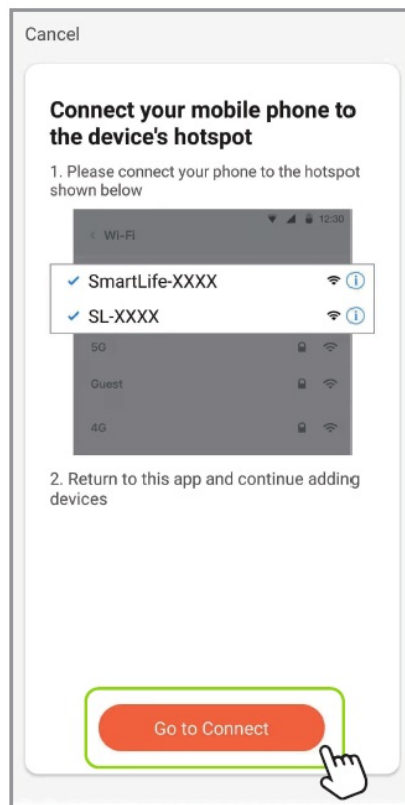 Cancel
Connect your mobile phone to
the device's hotspot
1. Please connect your phone to the hotspot
shown below
12:30
< Wi-Fi
SmartLife-XXXX
SL-XXXX
5G
Guest
4G
2. Return to this app and continue adding
devices
Go to Connect